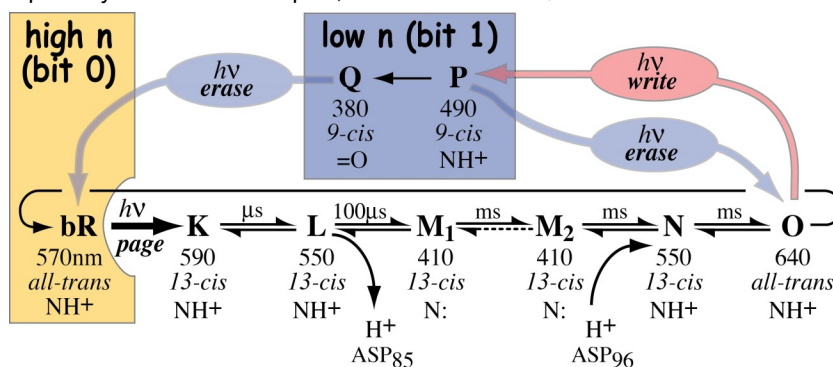 high n
(bit 0)
low n (bit 1)
hν
erase
Q
380
9-cis
=O
P
490
9-cis
NH+
hν
write
hν
erase
bR
570nm
all-trans
NH+
hν
page
K
590
13-cis
NH+
μs
L
550
13-cis
NH+
100μs
M1
410
13-cis
N:
ms
M2
410
13-cis
N:
ms
N
550
13-cis
NH+
ms
O
640
all-trans
NH+
H+
ASP85
H+
ASP96